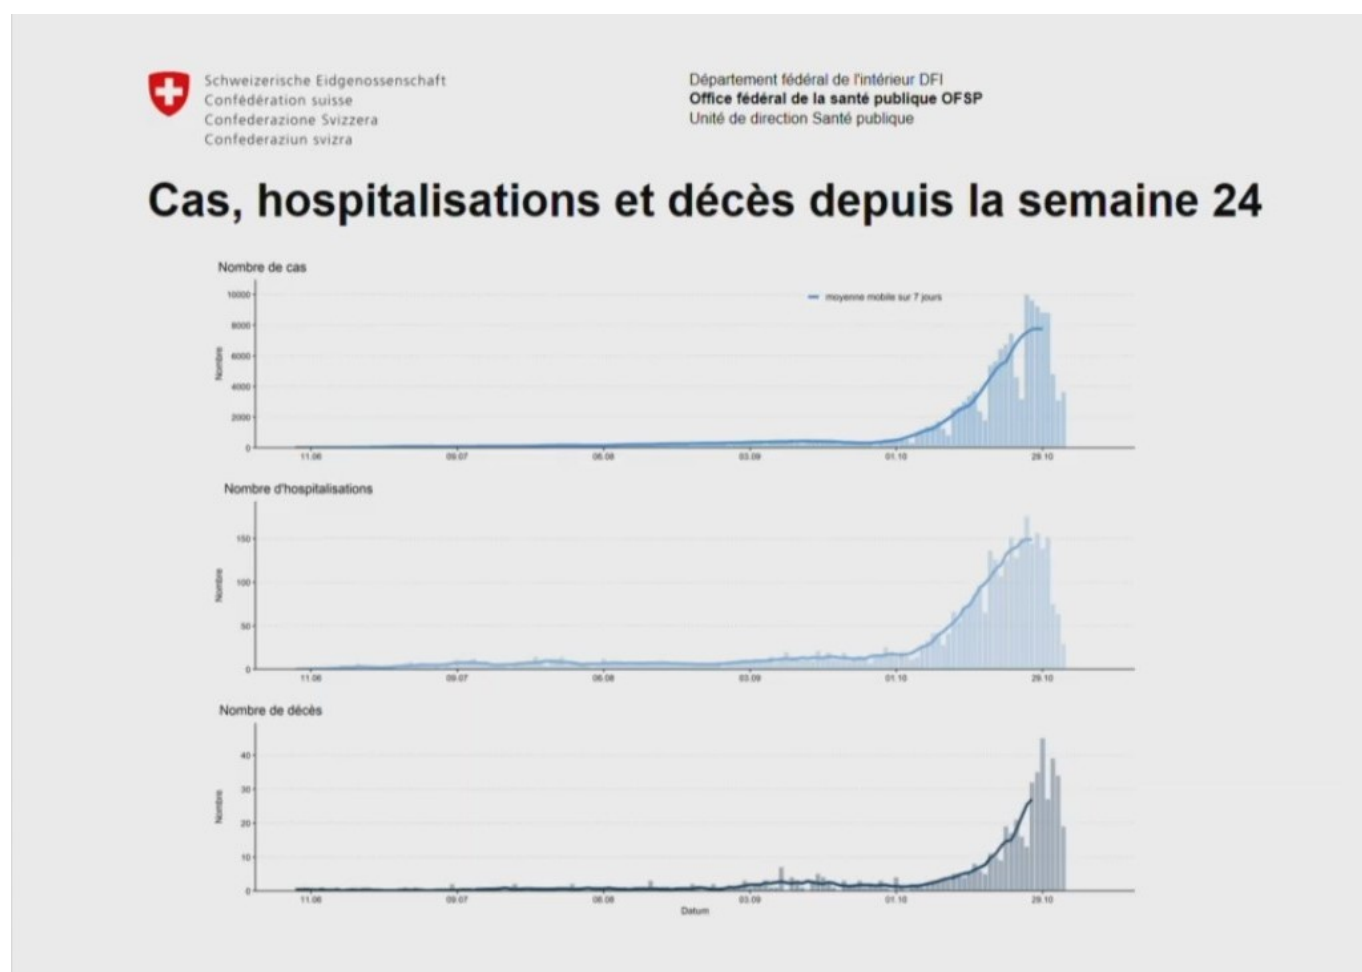 Schweizerische Eidgenossenschaft
Confédération suisse
Confederazione Svizzera
Confederaziun svizra
Département fédéral de l'intérieur DFI
Office fédéral de la santé publique OFSP
Unité de direction Santé publique
Cas, hospitalisations et décès depuis la semaine 24
Nombre de cas
moyenne mobile sur 7 jours
Nombre
10000
8000
6000
4000
2000
0
11.06 09.07 06.08 03.09 01.10 29.10
Nombre d'hospitalisations
Nombre
150
100
50
0
11.06 09.07 06.08 03.09 01.10 29.10
Nombre de décès
Nombre
40
30
20
10
0
11.06 09.07 06.08 03.09 01.10 29.10
Datum